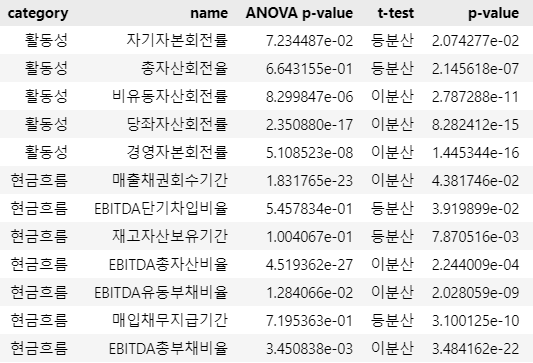 category name ANOVA p-value t-test p-value
활동성 자기자본회전률 7.234487e-02 등분산 2.074277e-02
활동성 총자산회전율 6.643155e-01 등분산 2.145618e-07
활동성 비유동자산회전률 8.299847e-06 이분산 2.787288e-11
활동성 당좌자산회전률 2.350880e-17 이분산 8.282412e-15
활동성 경영자본회전률 5.108523e-08 이분산 1.445344e-16
현금흐름 매출채권회수기간 1.831765e-23 이분산 4.381746e-02
현금흐름 EBITDA단기차입비율 5.457834e-01 등분산 3.919899e-02
현금흐름 재고자산보유기간 1.004067e-01 등분산 7.870516e-03
현금흐름 EBITDA총자산비율 4.519362e-27 이분산 2.244009e-04
현금흐름 EBITDA유동부채비율 1.284066e-02 이분산 2.028059e-09
현금흐름 매입채무지급기간 7.195363e-01 등분산 3.100125e-10
현금흐름 EBITDA총부채비율 3.450838e-03 이분산 3.484162e-22